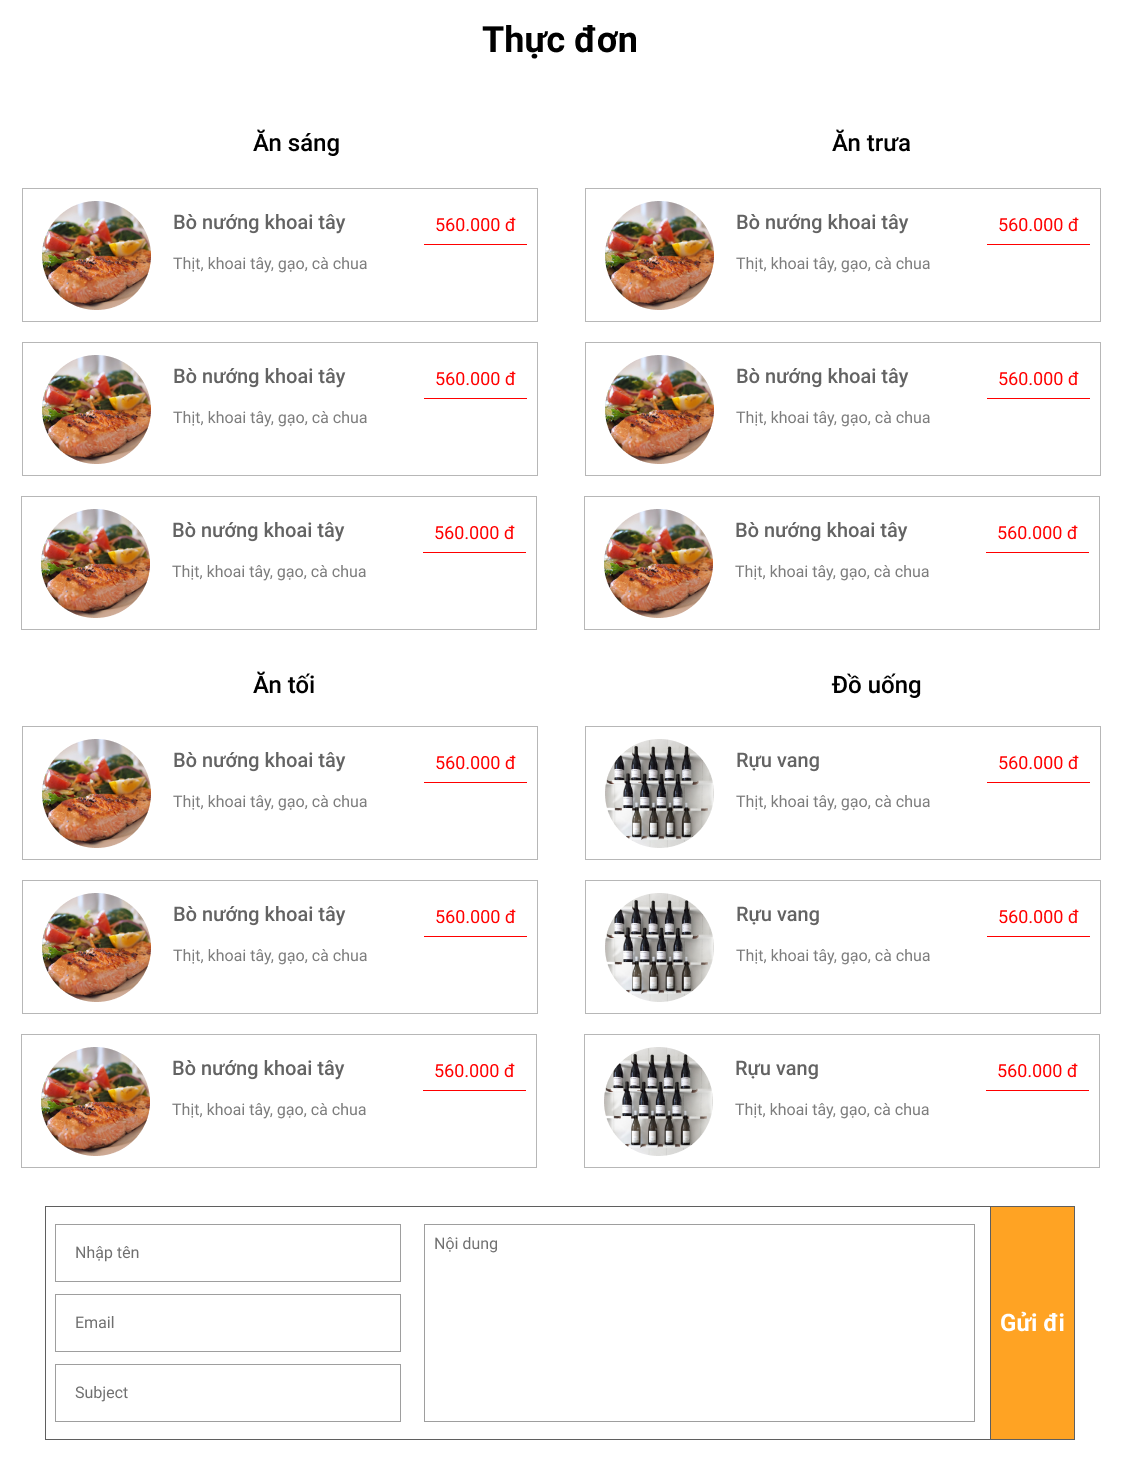 Thực đơn
Ăn sáng
Bò nướng khoai tây
560.000 đ
Thịt, khoai tây, gạo, cà chua
Bò nướng khoai tây
560.000 đ
Thịt, khoai tây, gạo, cà chua
Bò nướng khoai tây
560.000 đ
Thịt, khoai tây, gạo, cà chua
Ăn trưa
Bò nướng khoai tây
560.000 đ
Thịt, khoai tây, gạo, cà chua
Bò nướng khoai tây
560.000 đ
Thịt, khoai tây, gạo, cà chua
Bò nướng khoai tây
560.000 đ
Thịt, khoai tây, gạo, cà chua
Ăn tối
Bò nướng khoai tây
560.000 đ
Thịt, khoai tây, gạo, cà chua
Bò nướng khoai tây
560.000 đ
Thịt, khoai tây, gạo, cà chua
Bò nướng khoai tây
560.000 đ
Thịt, khoai tây, gạo, cà chua
Đồ uống
Rựu vang
560.000 đ
Thịt, khoai tây, gạo, cà chua
Rựu vang
560.000 đ
Thịt, khoai tây, gạo, cà chua
Rựu vang
560.000 đ
Thịt, khoai tây, gạo, cà chua
Nhập tên
Email
Subject
Nội dung
Gửi đi